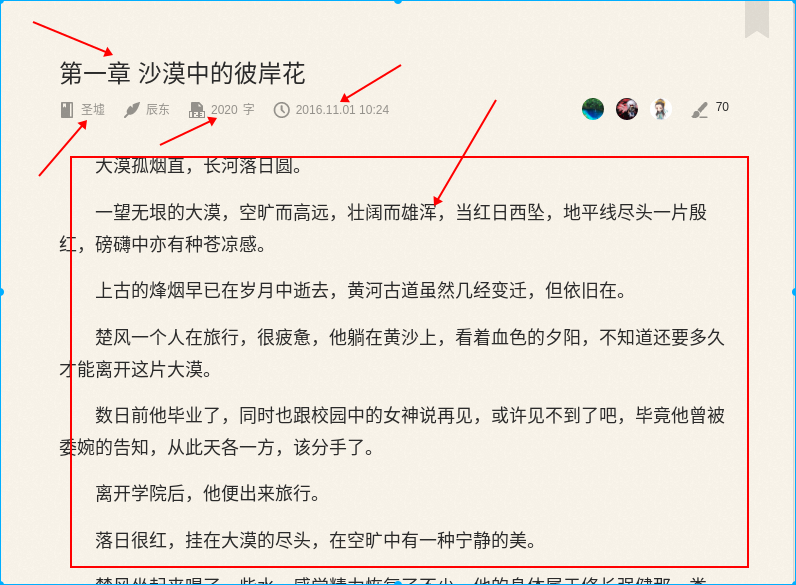 第一章 沙漠中的彼岸花
圣墟 辰东 2020 字 2016.11.01 10:24 70
大漠孤烟直，长河落日圆。
一望无垠的大漠，空旷而高远，壮阔而雄浑，当红日西坠，地平线尽头一片殷
红，磅礴中亦有种苍凉感。
上古的烽烟早已在岁月中逝去，黄河古道虽然几经变迁，但依旧在。
楚风一个人在旅行，很疲惫，他躺在黄沙上，看着血色的夕阳，不知道还要多久
才能离开这片大漠。
数日前他毕业了，同时也跟校园中的女神说再见，或许见不到了吧，毕竟他曾被
委婉的告知，从此天各一方，该分手了。
离开学院后，他便出来旅行。
落日很红，挂在大漠的尽头，在空旷中有一种宁静的美。
楚风坐起来喝了一些水，感觉精力恢复了不少，他的身体属于修长强健那一类，